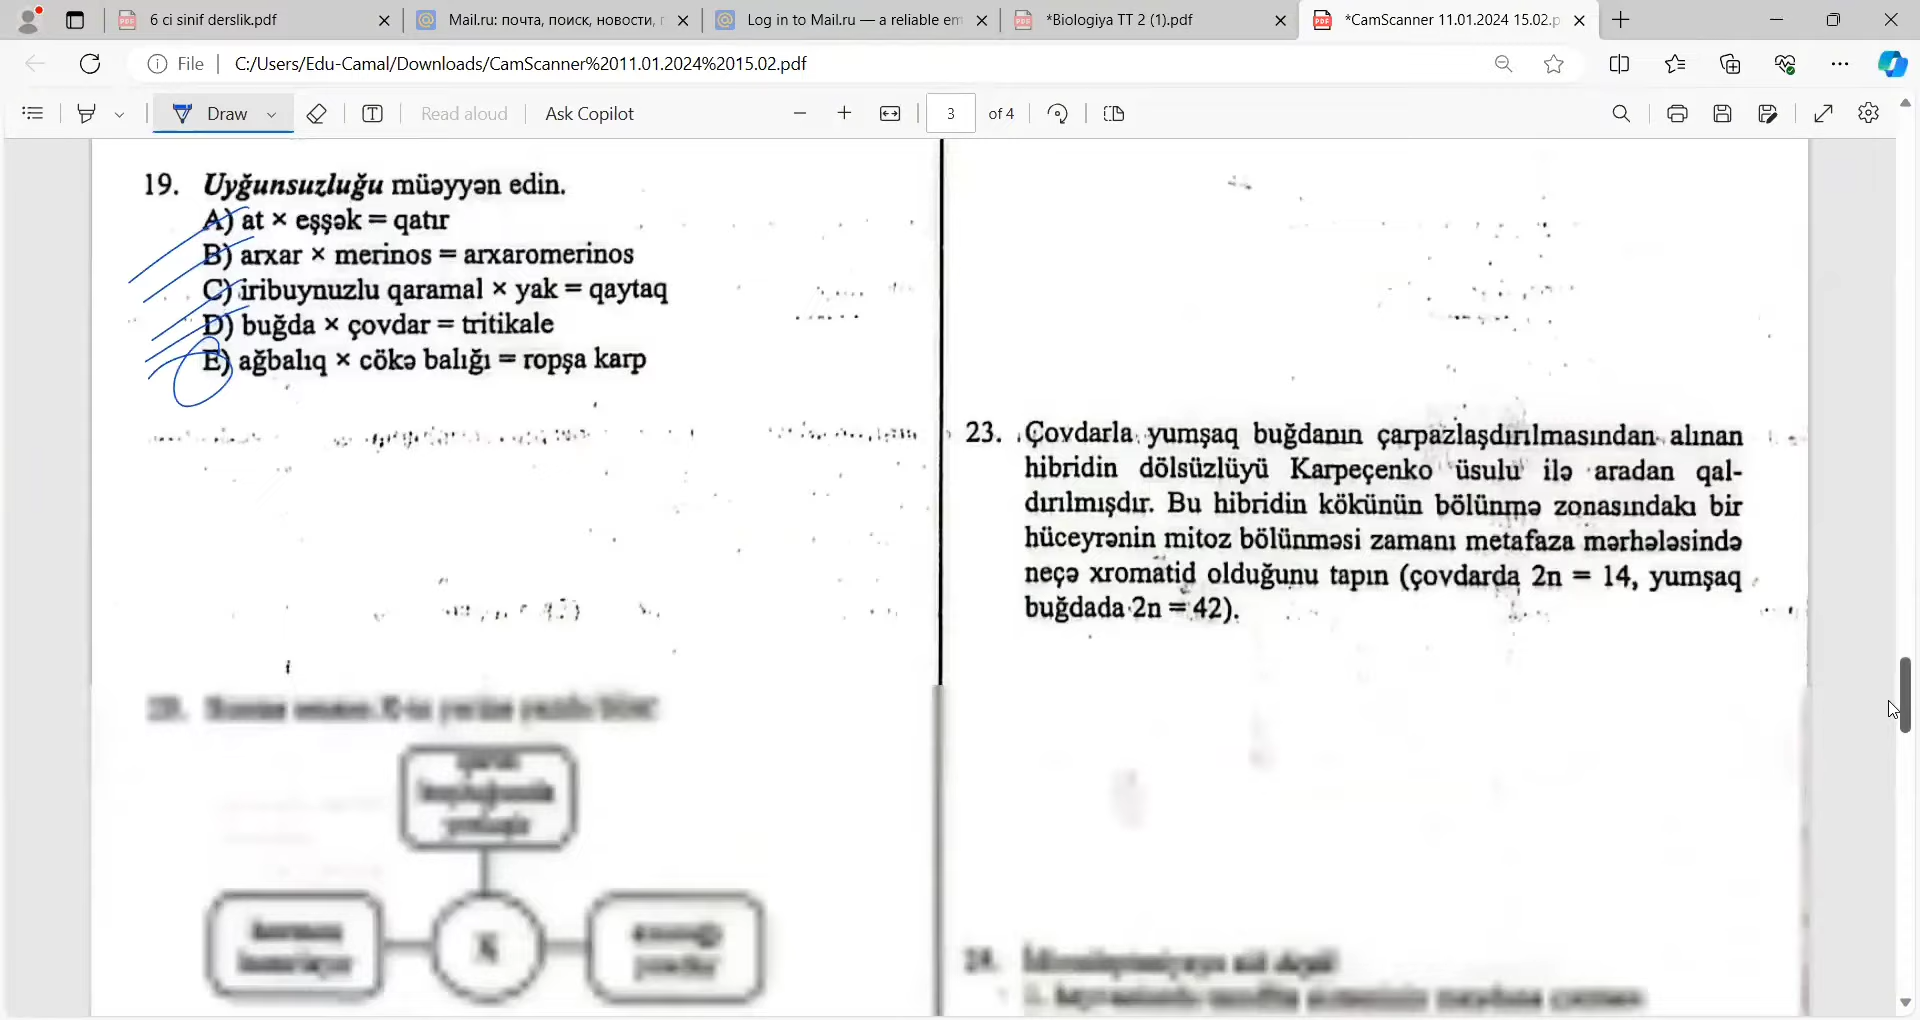 6 ci sinif derslik.pdf
Mail.ru: почта, поиск, новости,
Log in to Mail.ru — a reliable em
*Biologiya TT 2 (1).pdf
*CamScanner 11.01.2024 15.02.p
File
C:/Users/Edu-Camal/Downloads/CamScanner%2011.01.2024%2015.02.pdf
Draw
Read aloud
Ask Copilot
3 of 4
19. Uyğunsuzluğu müəyyən edin.
A) at × eşşək = qatır
B) arxar × merinos = arxaromerinos
C) iribuynuzlu qaramal × yak = qaytaq
D) buğda × çovdar = tritikale
E) ağbalıq × cökə balığı = ropşa karp
23. Çovdarla yumşaq buğdanın çarpazlaşdırılmasından alınan
hibridin dölsüzlüyü Karpeçenko üsulu ilə aradan qal-
dırılmışdır. Bu hibridin kökünün bölünmə zonasındakı bir
hüceyrənin mitoz bölünməsi zamanı metafaza mərhələsində
neçə xromatid olduğunu tapın (çovdarda 2n = 14, yumşaq
buğdada 2n = 42).